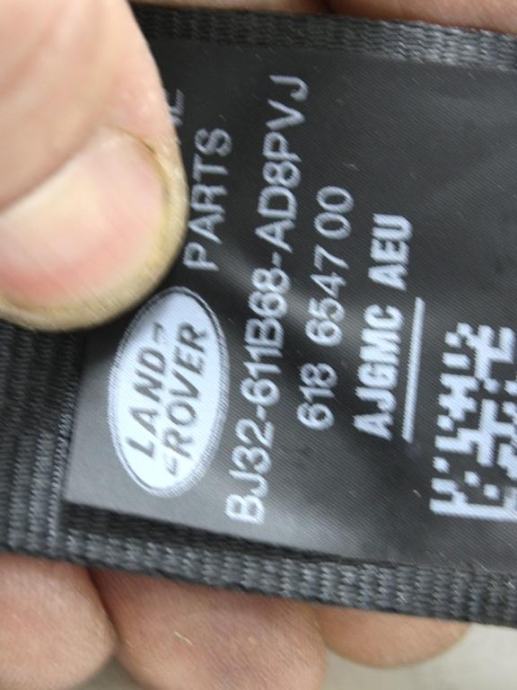 PARTS
LAND
ROVER
BJ32-611B68-AD8PVJ
618 6547 00
AJGMC AEU